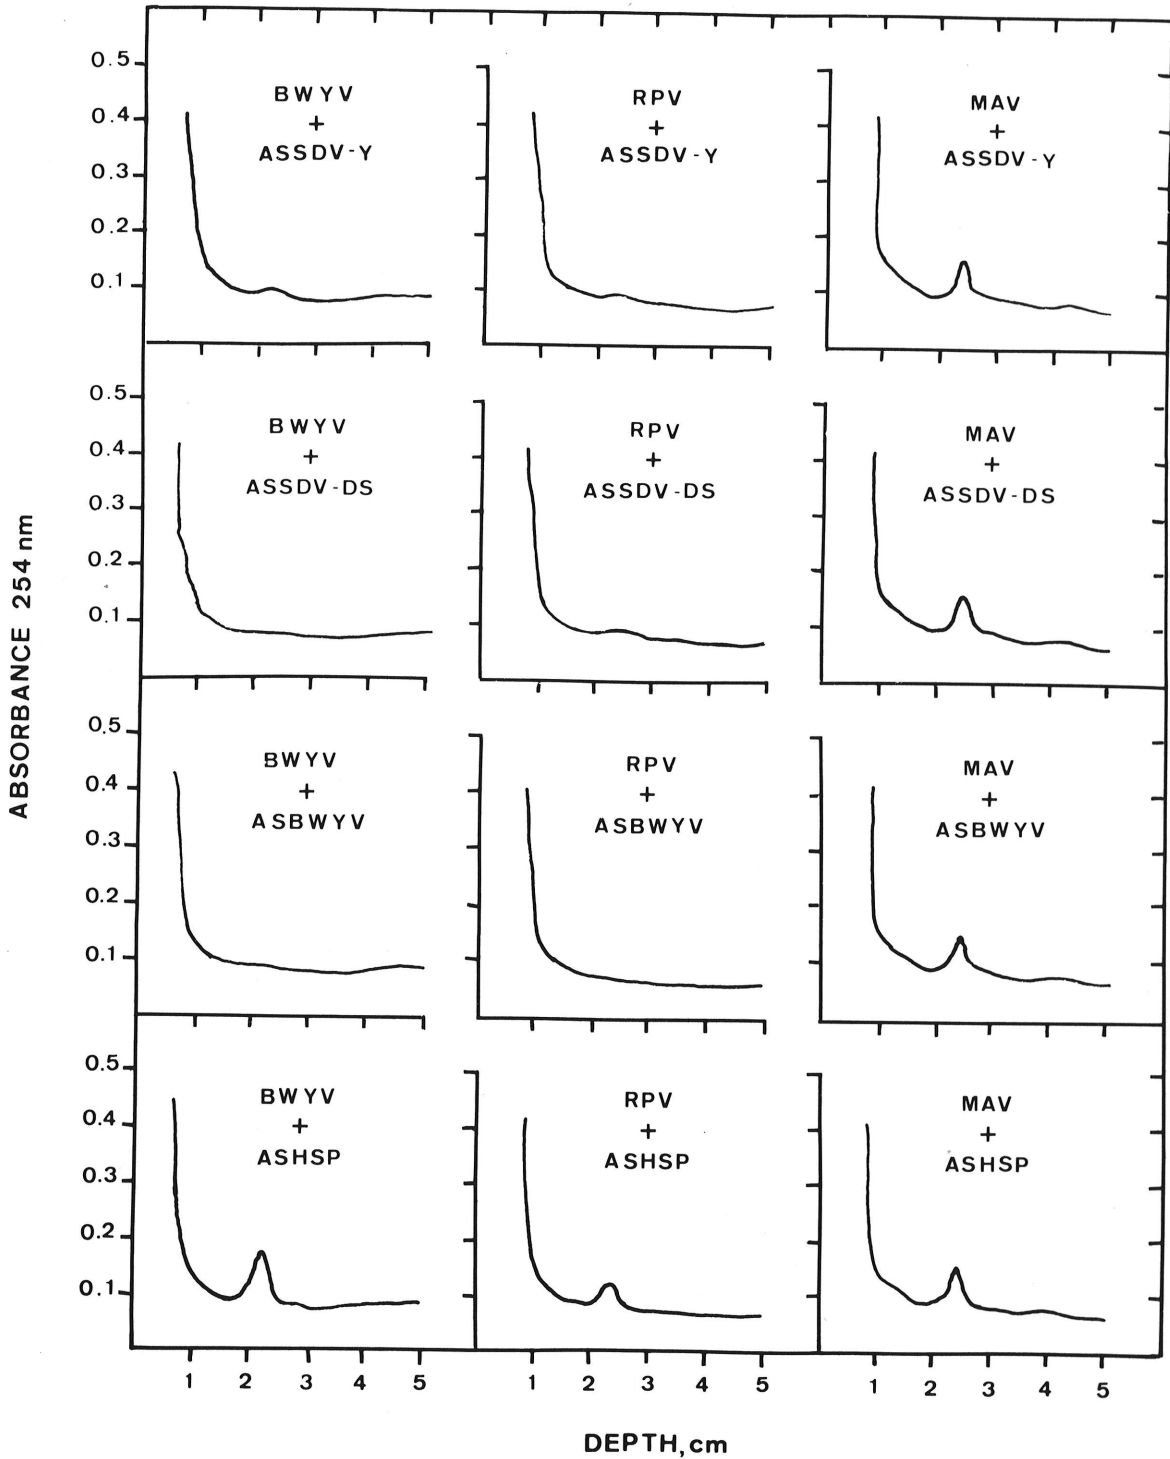 0.5
0.4
0.3
0.2
0.1
BWYV
+
ASSDV-Y
RPV
+
ASSDV-Y
MAV
+
ASSDV-Y
0.5
0.4
0.3
0.2
0.1
BWYV
+
ASSDV-DS
RPV
+
ASSDV-DS
MAV
+
ASSDV-DS
0.5
0.4
0.3
0.2
0.1
BWYV
+
ASBWYV
RPV
+
ASBWYV
MAV
+
ASBWYV
0.5
0.4
0.3
0.2
0.1
BWYV
+
ASHSP
RPV
+
ASHSP
MAV
+
ASHSP
1 2 3 4 5
1 2 3 4 5
1 2 3 4 5
ABSORBANCE 254 nm
DEPTH, cm